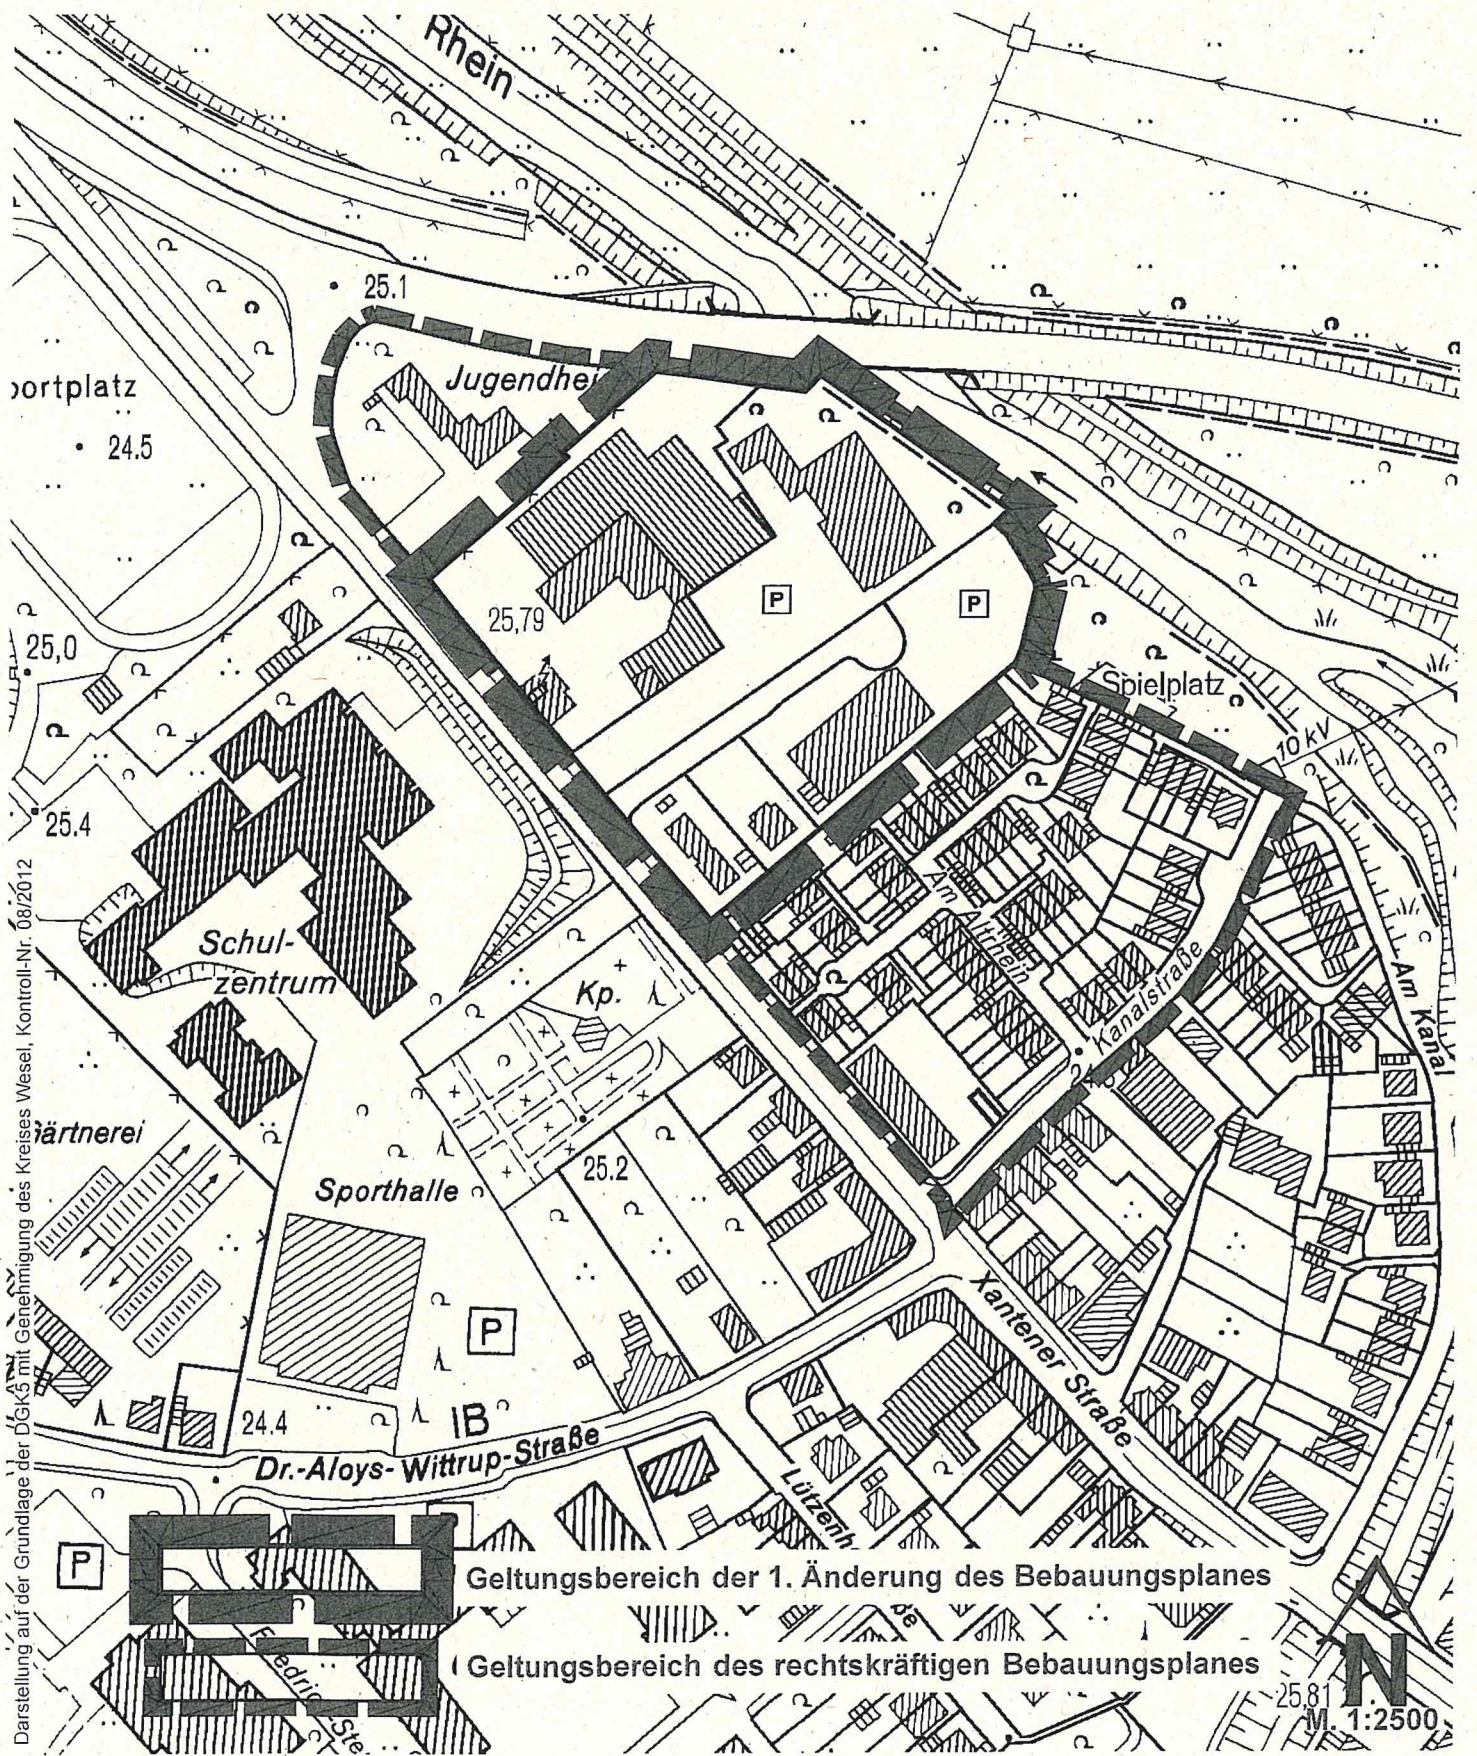 Rhein
25.1
Jugendhei
portplatz
24.5
P
P
25,79
25,0
Spielplatz
10 kV
25.4
Am Altrhein
Schul-
zentrum
Kp.
Kanalstraße
Am Kanal
Gärtnerei
25.2
Sporthalle
P
Xantener Straße
24.4
IB
Dr.-Aloys-Wittrup-Straße
Lützenh
P
Geltungsbereich der 1. Änderung des Bebauungsplanes
Geltungsbereich des rechtskräftigen Bebauungsplanes
25,81
N
M. 1:2500
Darstellung auf der Grundlage der DGK5 mit Genehmigung des Kreises Wesel, Kontroll-Nr. 08/2012